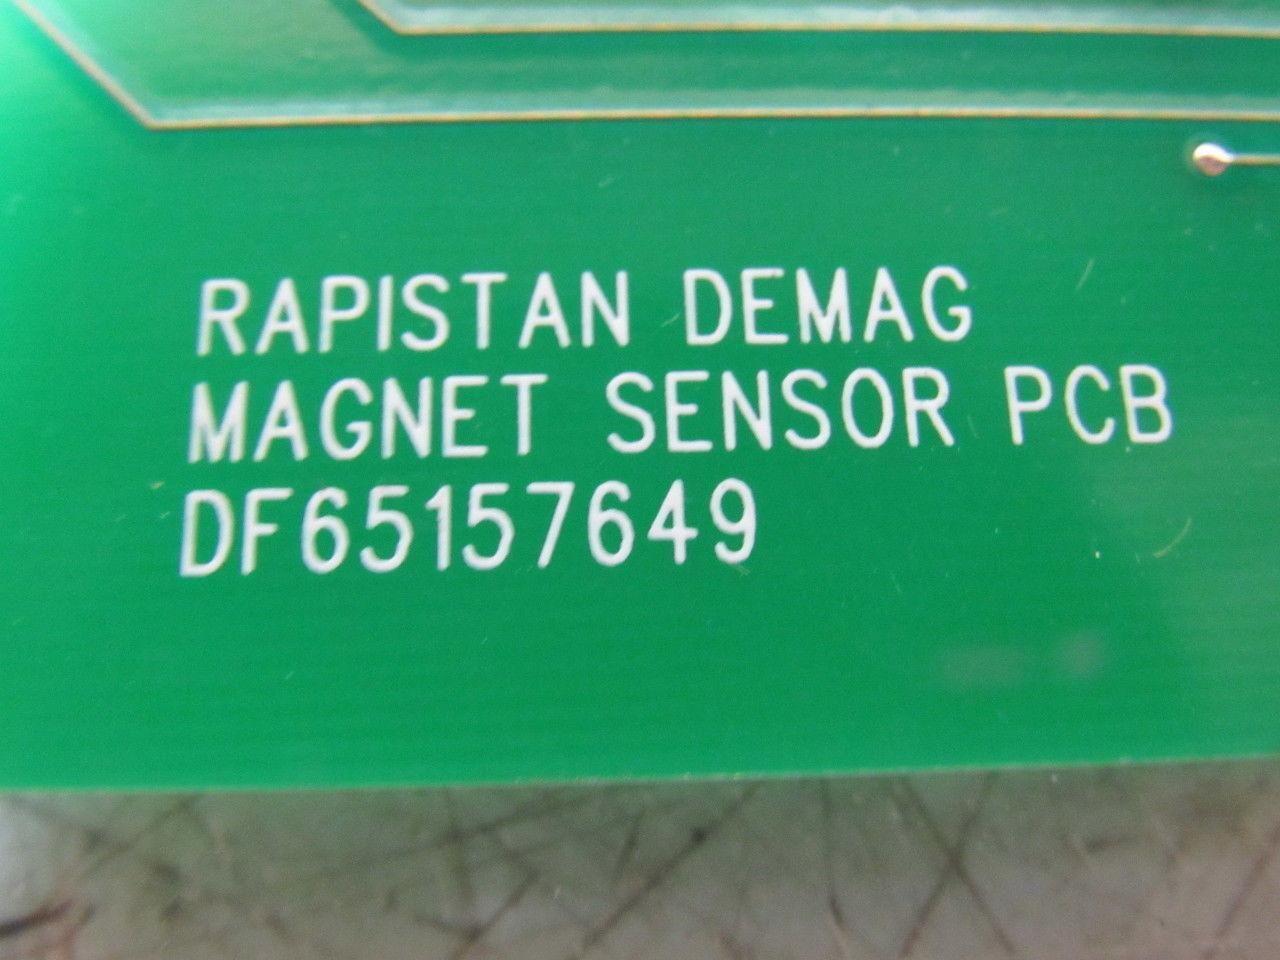 RAPISTAN DEMAG
MAGNET SENSOR PCB
DF65157649